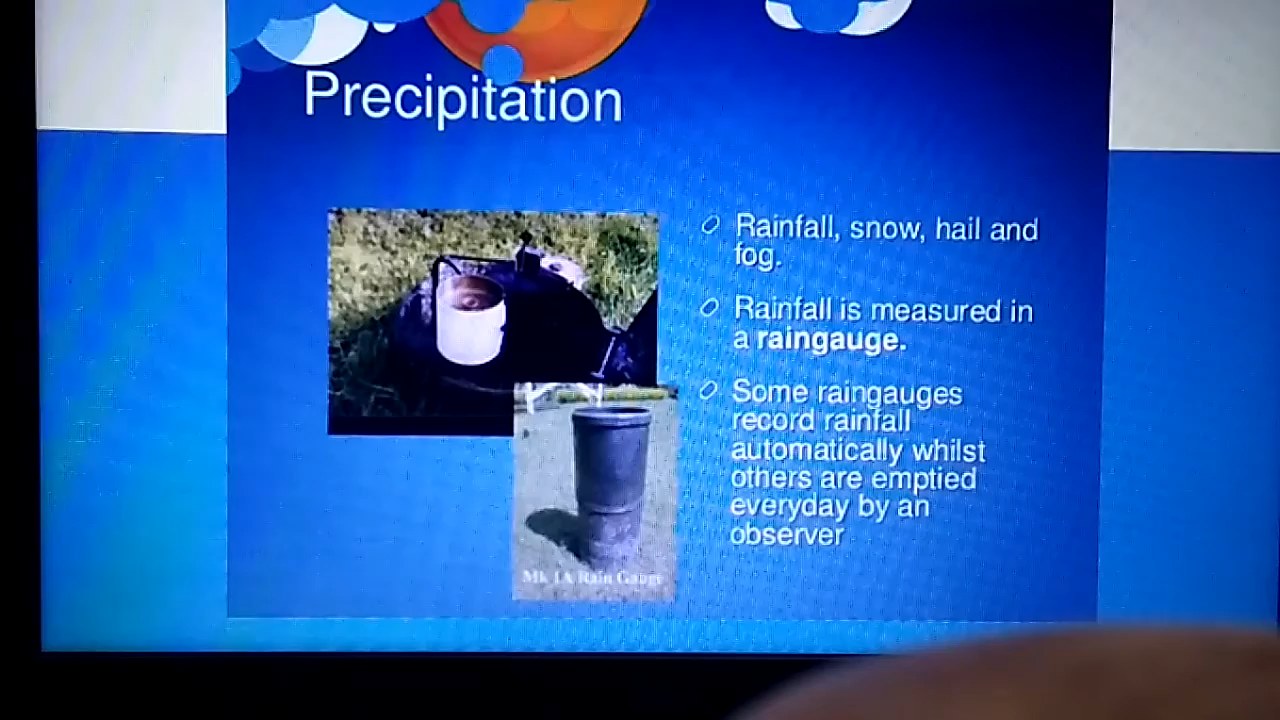 Precipitation
Rainfall, snow, hail and
fog.
Rainfall is measured in
a raingauge.
Some raingauges
record rainfall
automatically whilst
others are emptied
everyday by an
observer
Mk 1A Rain Gauge